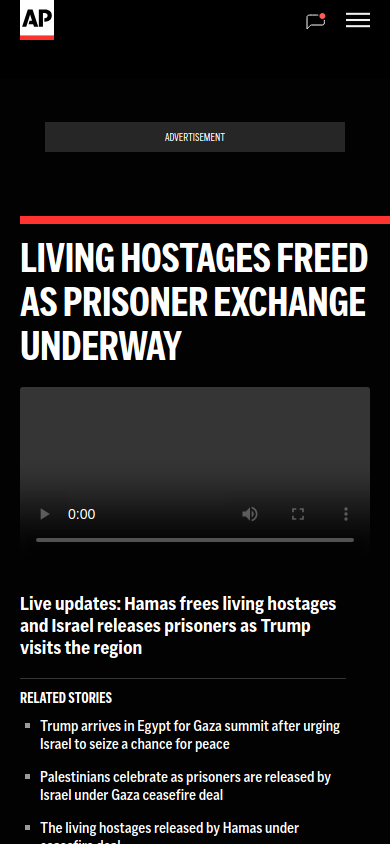 AP
ADVERTISEMENT
LIVING HOSTAGES FREED
AS PRISONER EXCHANGE
UNDERWAY
0:00
Live updates: Hamas frees living hostages
and Israel releases prisoners as Trump
visits the region
RELATED STORIES
Trump arrives in Egypt for Gaza summit after urging
Israel to seize a chance for peace
Palestinians celebrate as prisoners are released by
Israel under Gaza ceasefire deal
The living hostages released by Hamas under
ceasefire deal